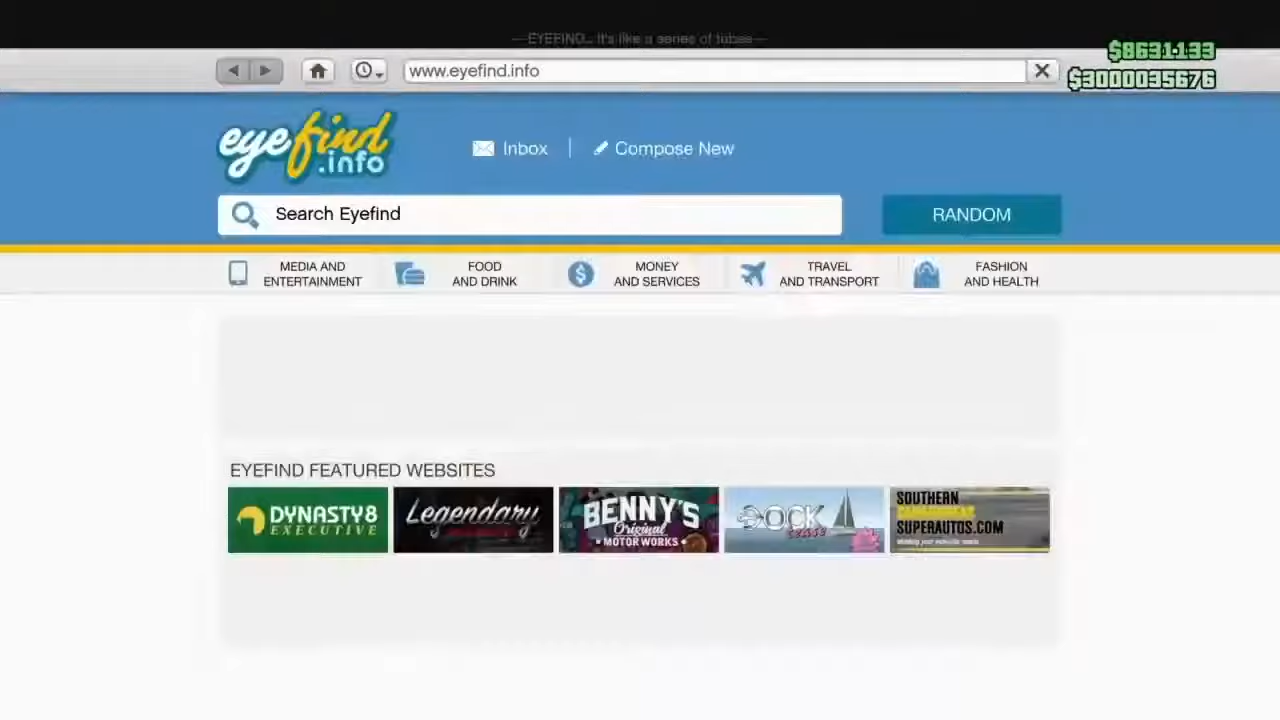 —EYEFIND... It's like a series of tubes—
$8631133
www.eyefind.info
$3000035676
eyefind
.info
Inbox
Compose New
Search Eyefind
RANDOM
MEDIA AND
ENTERTAINMENT
FOOD
AND DRINK
MONEY
AND SERVICES
TRAVEL
AND TRANSPORT
FASHION
AND HEALTH
EYEFIND FEATURED WEBSITES
DYNASTY8
EXECUTIVE
Legendary
BENNY'S
Original
MOTOR WORKS
DOCK
tease
SOUTHERN
SUPERAUTOS.COM